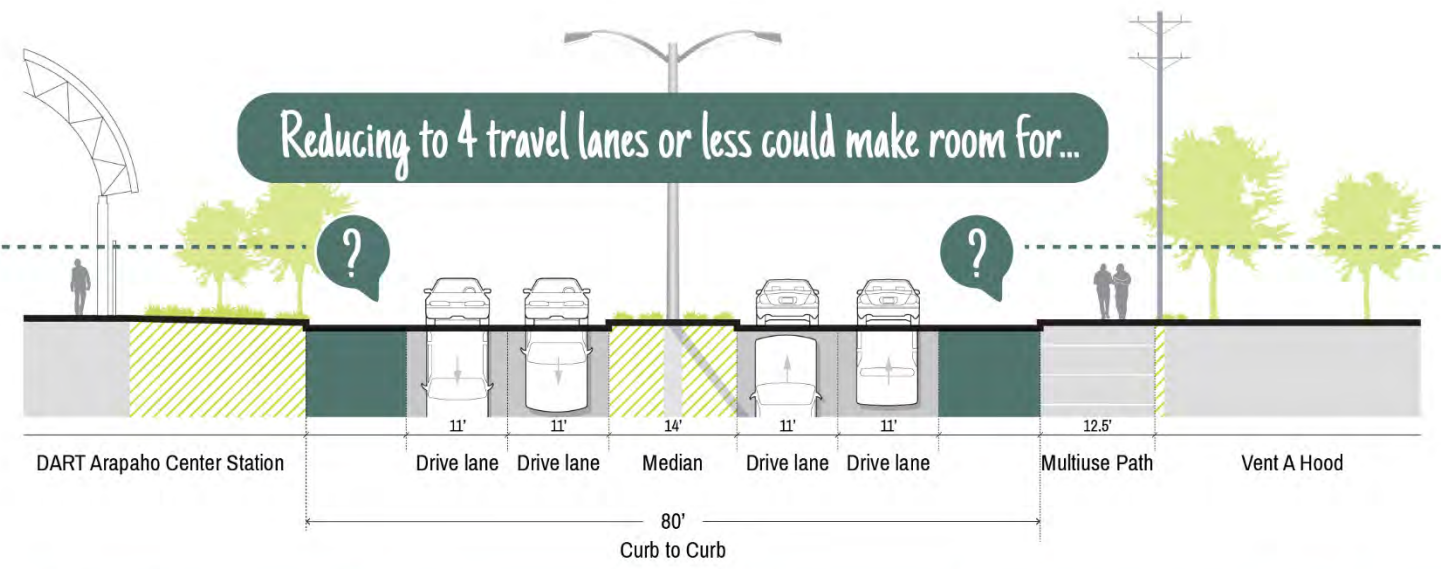 Reducing to 4 travel lanes or less could make room for...
? ?
11' 11' 14' 11' 11' 12.5'
DART Arapaho Center Station Drive lane Drive lane Median Drive lane Drive lane Multiuse Path Vent A Hood
80'
Curb to Curb